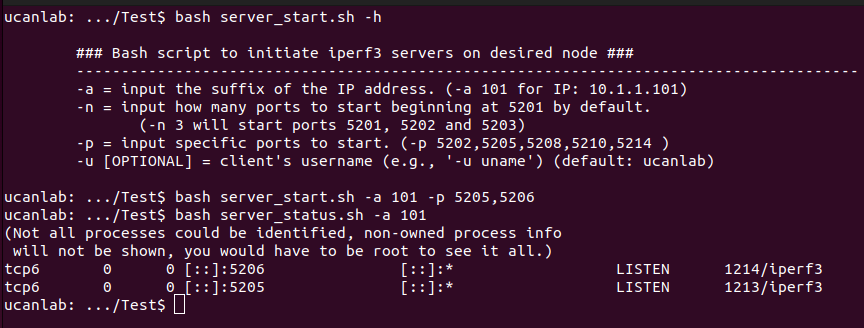 ucanlab: .../Test$ bash server_start.sh -h
### Bash script to initiate iperf3 servers on desired node ###
--------------------------------------------------------------------------------------
-a = input the suffix of the IP address. (-a 101 for IP: 10.1.1.101)
-n = input how many ports to start beginning at 5201 by default.
(-n 3 will start ports 5201, 5202 and 5203)
-p = input specific ports to start. (-p 5202,5205,5208,5210,5214 )
-u [OPTIONAL] = client's username (e.g., '-u uname') (default: ucanlab)
ucanlab: .../Test$ bash server_start.sh -a 101 -p 5205,5206
ucanlab: .../Test$ bash server_status.sh -a 101
(Not all processes could be identified, non-owned process info
will not be shown, you would have to be root to see it all.)
tcp6 0 0 [::]:5206 [::]:* LISTEN 1214/iperf3
tcp6 0 0 [::]:5205 [::]:* LISTEN 1213/iperf3
ucanlab: .../Test$